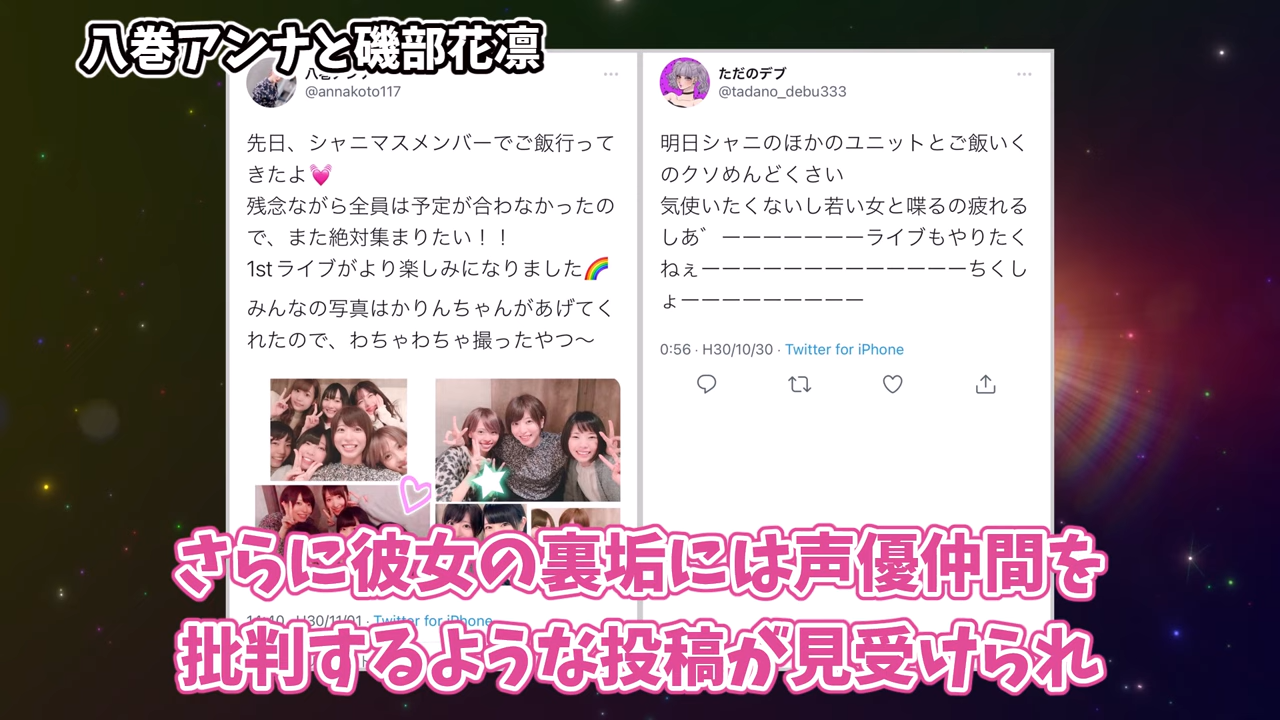 八巻アンナと磯部花凛
@annakoto117
先日、シャニマスメンバーでご飯行って
きたよ💓
残念ながら全員は予定が合わなかったの
で、また絶対集まりたい！！
1stライブがより楽しみになりました🌈
みんなの写真はかりんちゃんがあげてく
れたので、わちゃわちゃ撮ったやつ〜
ただのデブ
@tadano_debu333
明日シャニのほかのユニットとご飯いく
のクソめんどくさい
気使いたくないし若い女と喋るの疲れる
しあ゛ーーーーーーーライブもやりたく
ねぇーーーーーーーーーーーーーちくし
ょーーーーーーーーー
0:56 · H30/10/30 · Twitter for iPhone
H30/11/01 · Twitter for iPhone
さらに彼女の裏垢には声優仲間を
批判するような投稿が見受けられ